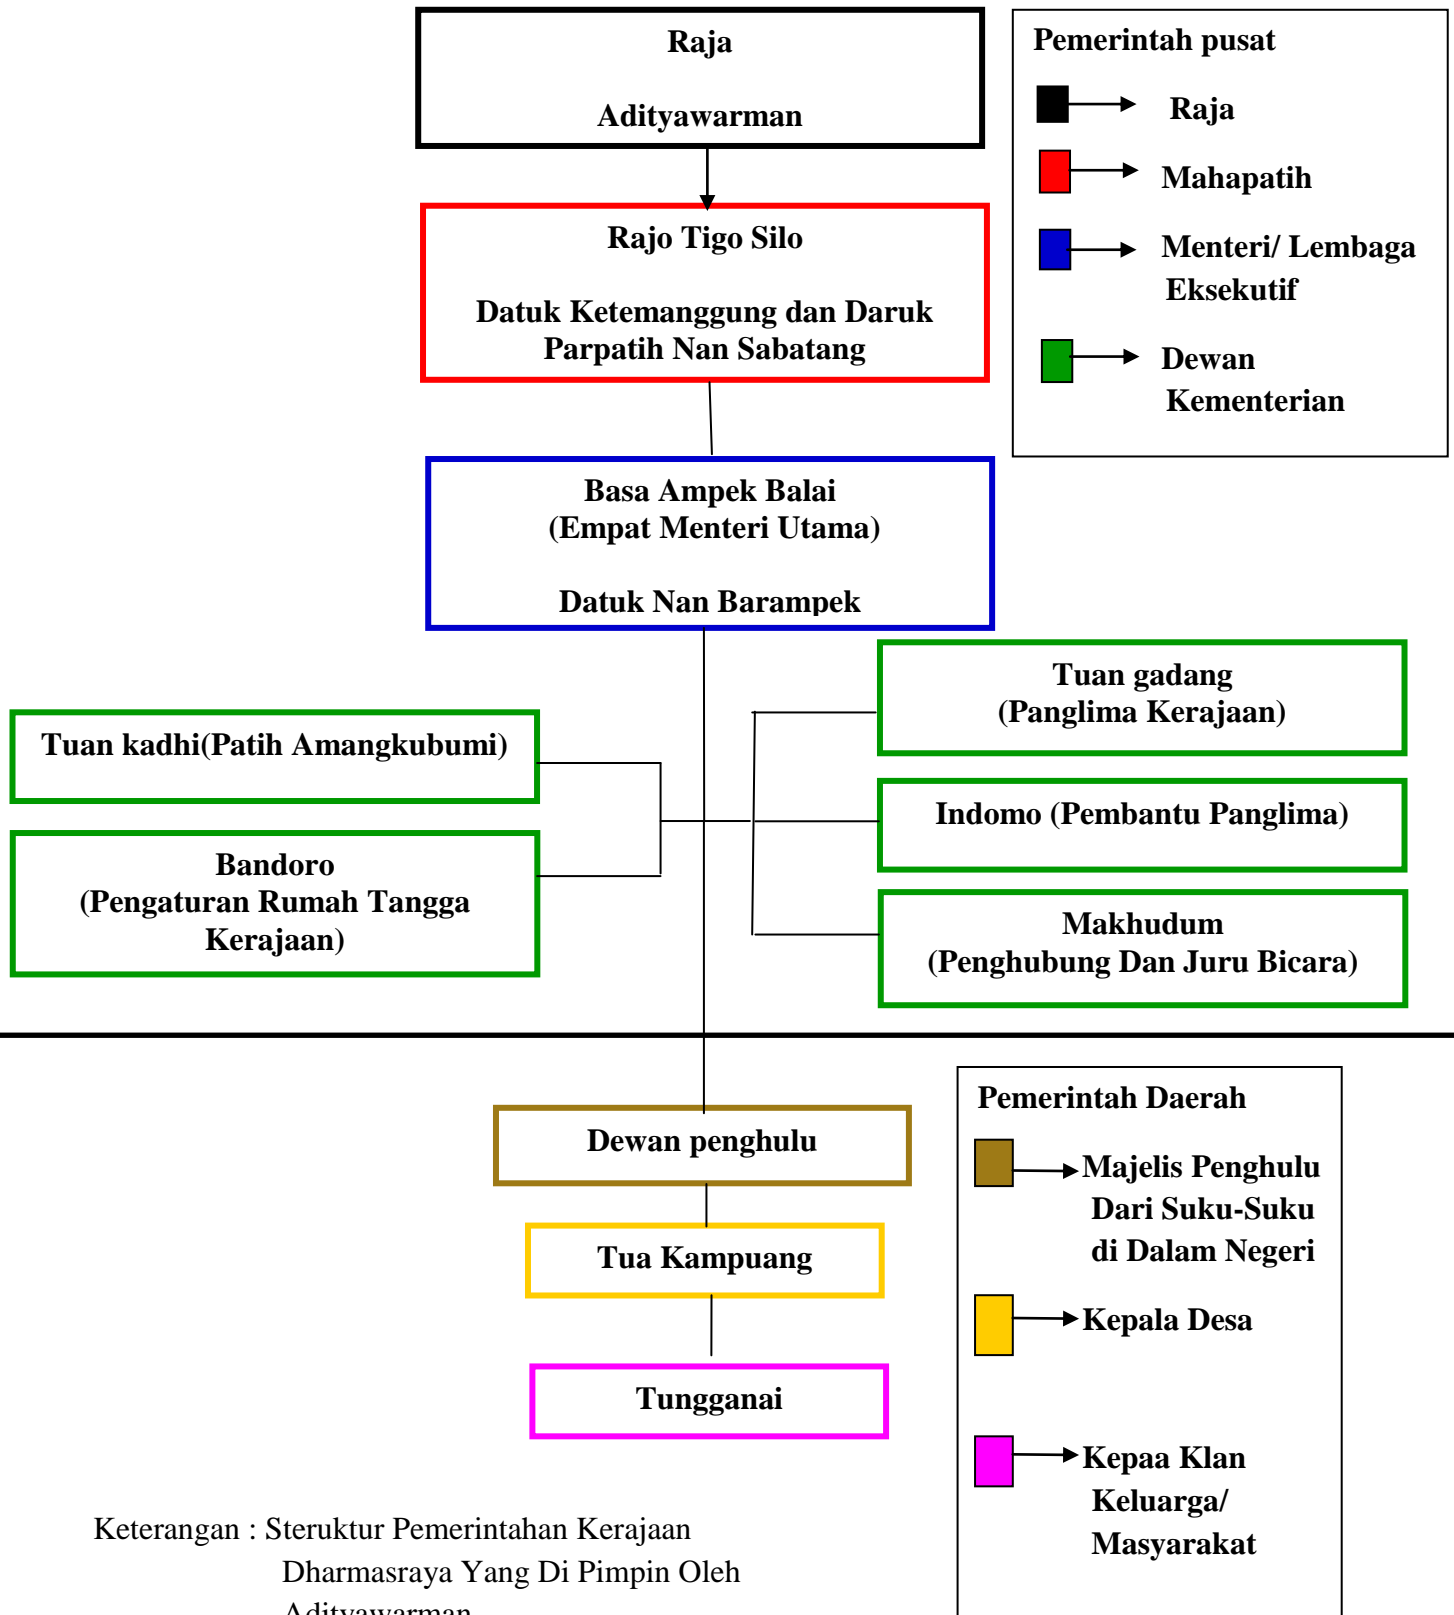 Raja
Adityawarman
Pemerintah pusat
Raja
Mahapatih
Menteri/ Lembaga
Eksekutif
Dewan
Kementerian
Rajo Tigo Silo
Datuk Ketemanggung dan Daruk
Parpatih Nan Sabatang
Basa Ampek Balai
(Empat Menteri Utama)
Datuk Nan Barampek
Tuan kadhi(Patih Amangkubumi)
Bandoro
(Pengaturan Rumah Tangga
Kerajaan)
Tuan gadang
(Panglima Kerajaan)
Indomo (Pembantu Panglima)
Makhudum
(Penghubung Dan Juru Bicara)
Dewan penghulu
Tua Kampuang
Tungganai
Pemerintah Daerah
Majelis Penghulu
Dari Suku-Suku
di Dalam Negeri
Kepala Desa
Kepaa Klan
Keluarga/
Masyarakat
Keterangan : Steruktur Pemerintahan Kerajaan
Dharmasraya Yang Di Pimpin Oleh
Adityawarman